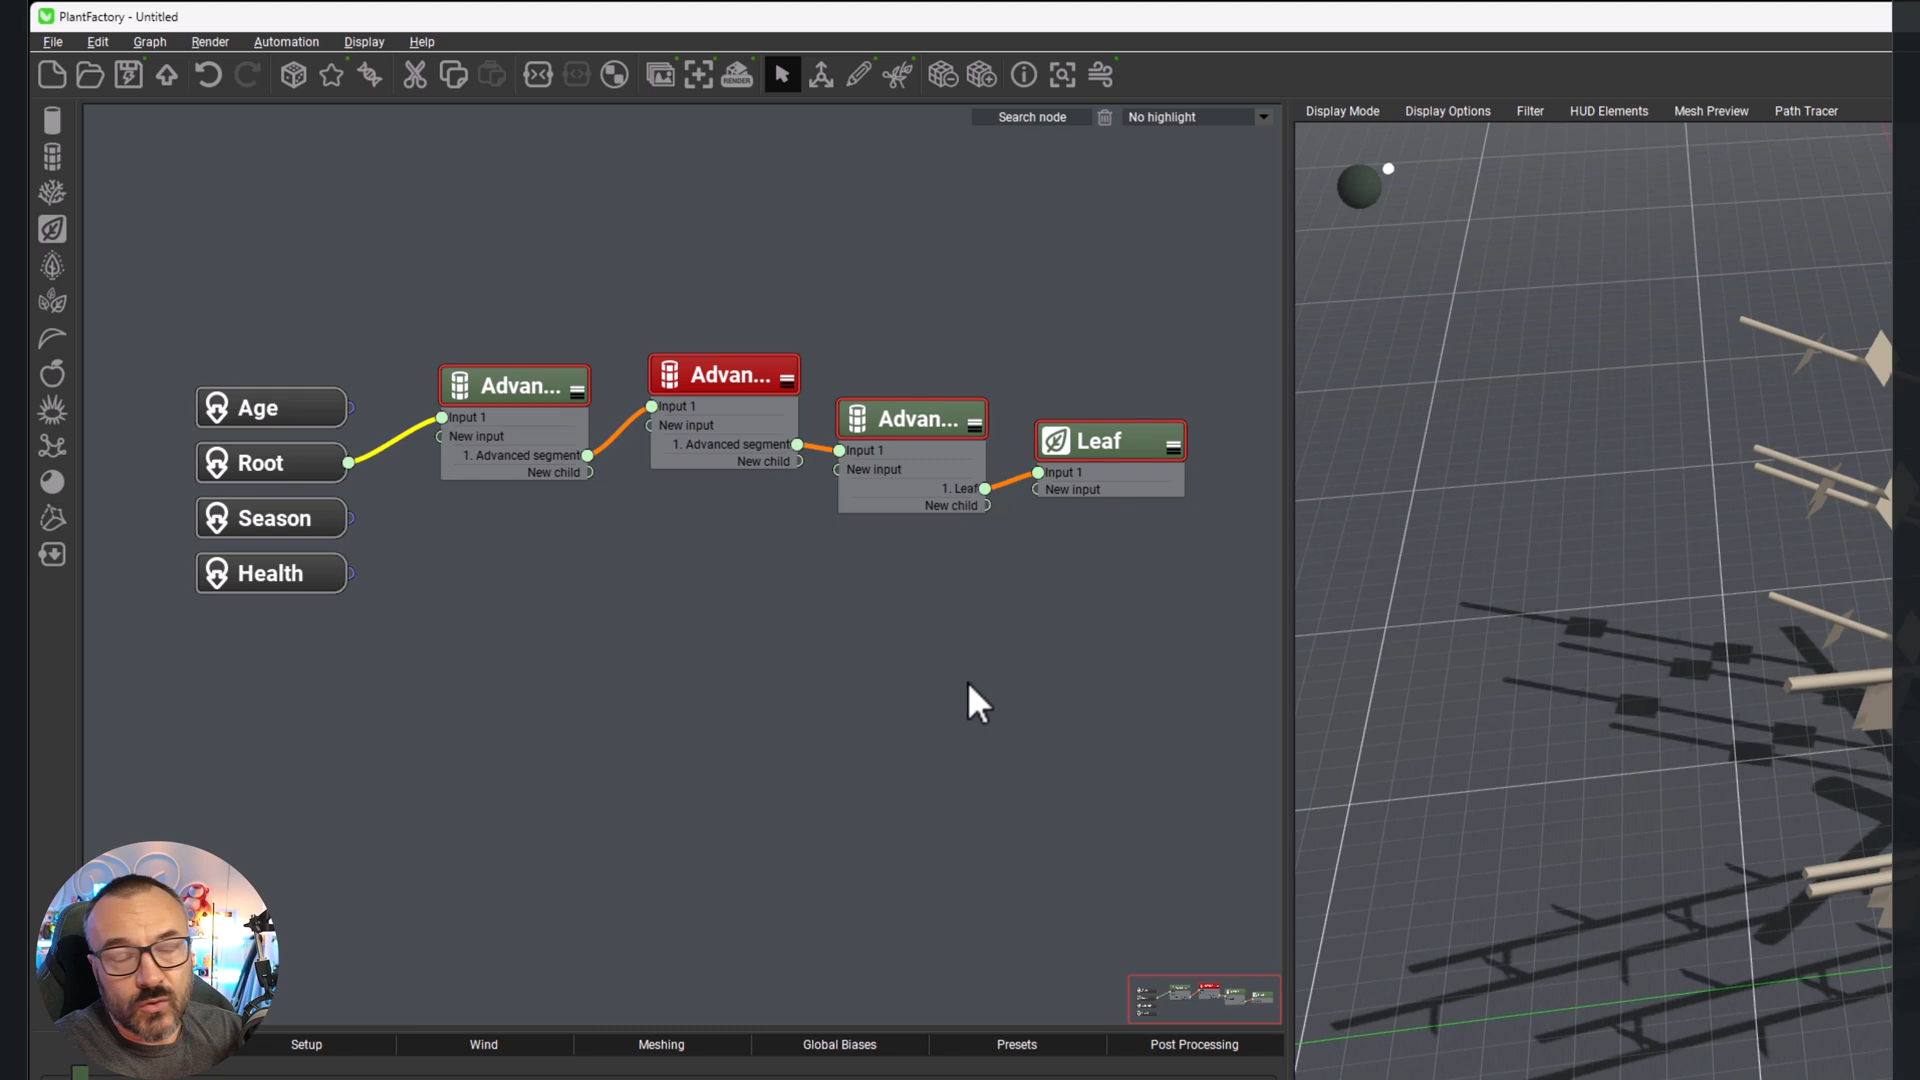 PlantFactory - Untitled
File Edit Graph Render Automation Display Help
RENDER
Search node No highlight
Display Mode Display Options Filter HUD Elements Mesh Preview Path Tracer
Age
Root
Season
Health
Advan...
Input 1
New input
1. Advanced segment
New child
Advan...
Input 1
New input
1. Advanced segment
New child
Advan...
Input 1
New input
1. Leaf
New child
Leaf
Input 1
New input
Setup Wind Meshing Global Biases Presets Post Processing